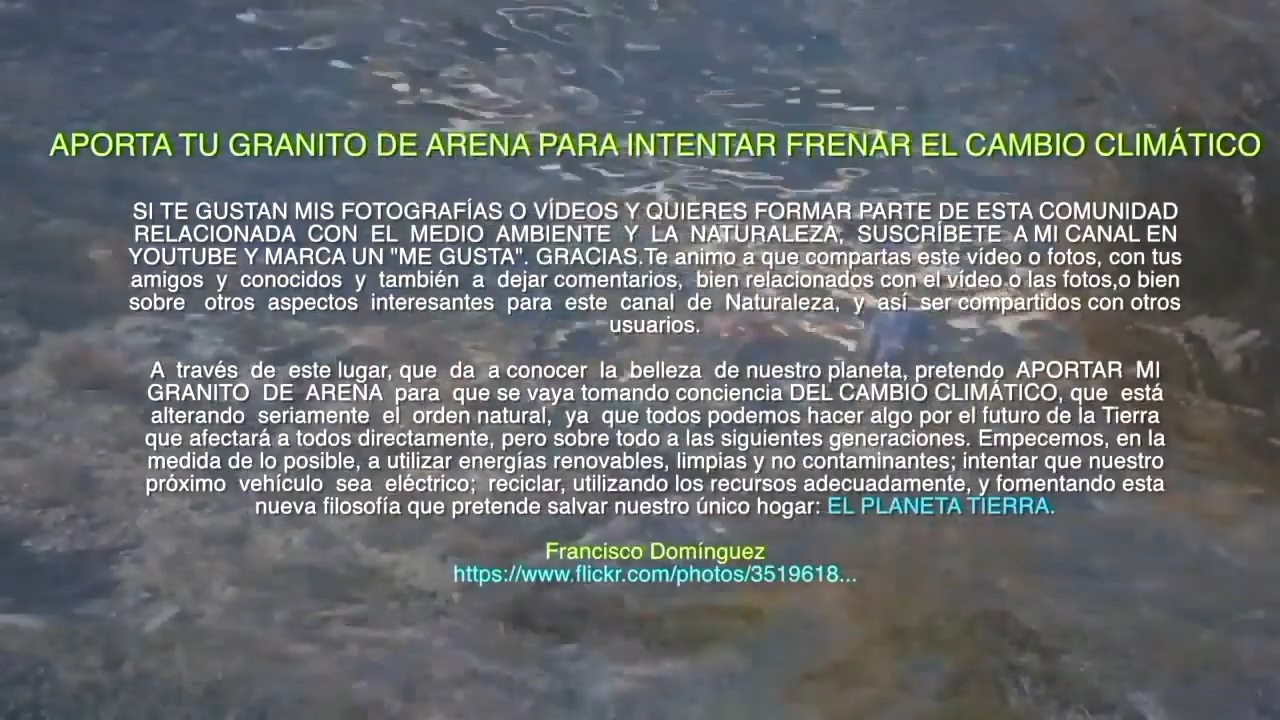 APORTA TU GRANITO DE ARENA PARA INTENTAR FRENAR EL CAMBIO CLIMÁTICO
SI TE GUSTAN MIS FOTOGRAFÍAS O VÍDEOS Y QUIERES FORMAR PARTE DE ESTA COMUNIDAD
RELACIONADA CON EL MEDIO AMBIENTE Y LA NATURALEZA, SUSCRÍBETE A MI CANAL EN
YOUTUBE Y MARCA UN "ME GUSTA". GRACIAS.Te animo a que compartas este vídeo o fotos, con tus
amigos y conocidos y también a dejar comentarios, bien relacionados con el vídeo o las fotos,o bien
sobre otros aspectos interesantes para este canal de Naturaleza, y así ser compartidos con otros
usuarios.
A través de este lugar, que da a conocer la belleza de nuestro planeta, pretendo APORTAR MI
GRANITO DE ARENA para que se vaya tomando conciencia DEL CAMBIO CLIMÁTICO, que está
alterando seriamente el orden natural, ya que todos podemos hacer algo por el futuro de la Tierra
que afectará a todos directamente, pero sobre todo a las siguientes generaciones. Empecemos, en la
medida de lo posible, a utilizar energías renovables, limpias y no contaminantes; intentar que nuestro
próximo vehículo sea eléctrico; reciclar, utilizando los recursos adecuadamente, y fomentando esta
nueva filosofía que pretende salvar nuestro único hogar: EL PLANETA TIERRA.
Francisco Domínguez
https://www.flickr.com/photos/3519618...